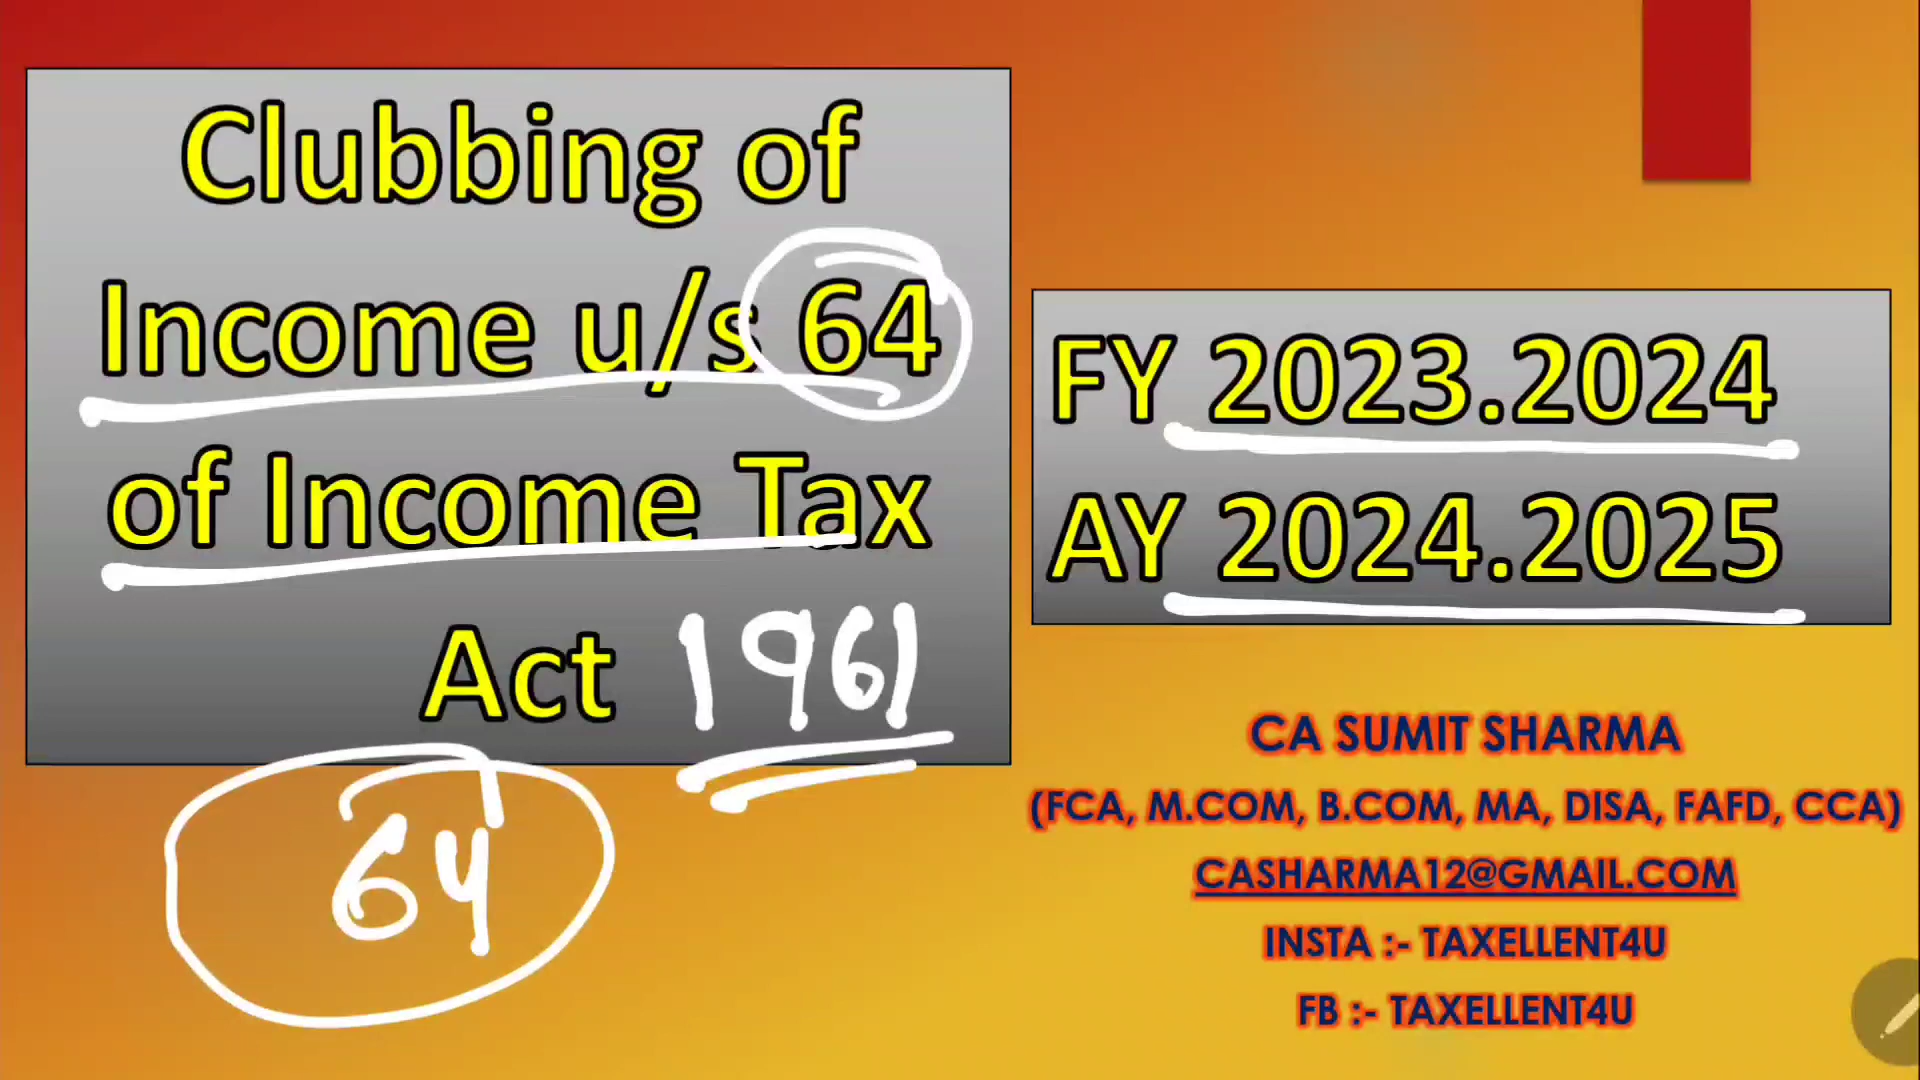 Clubbing of
Income u/s 64
of Income Tax
Act 1961
64
FY 2023.2024
AY 2024.2025
CA SUMIT SHARMA
(FCA, M.COM, B.COM, MA, DISA, FAFD, CCA)
CASHARMA12@GMAIL.COM
INSTA :- TAXELLENT4U
FB :- TAXELLENT4U